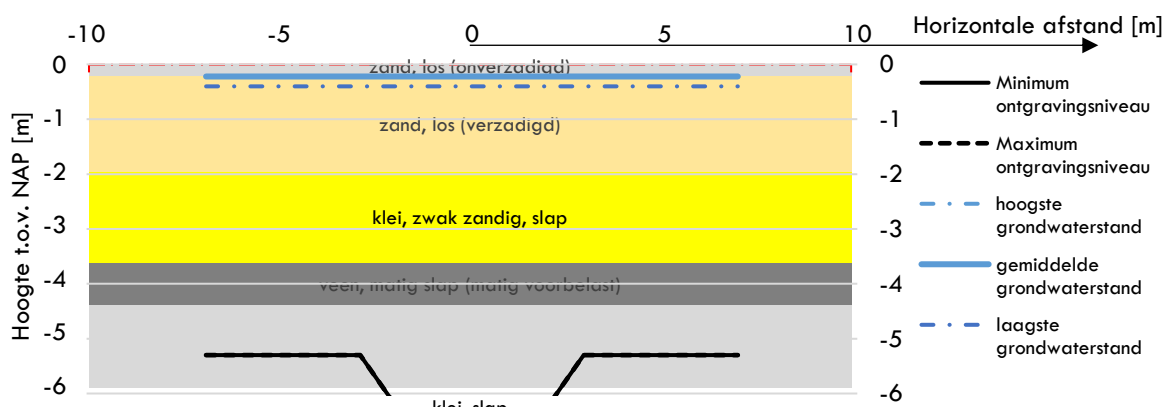 Horizontale afstand [m]
-10 -5 0 5 10
Hoogte t.o.v. NAP [m]
0 0
-1 -1
-2 -2
-3 -3
-4 -4
-5 -5
-6 -6
zand, los (onverzadigd)
zand, los (verzadigd)
klei, zwak zandig, slap
veen, matig slap (matig voorbelast)
klei, slap
Minimum
ontgravingsniveau
Maximum
ontgravingsniveau
hoogste
grondwaterstand
gemiddelde
grondwaterstand
laagste
grondwaterstand